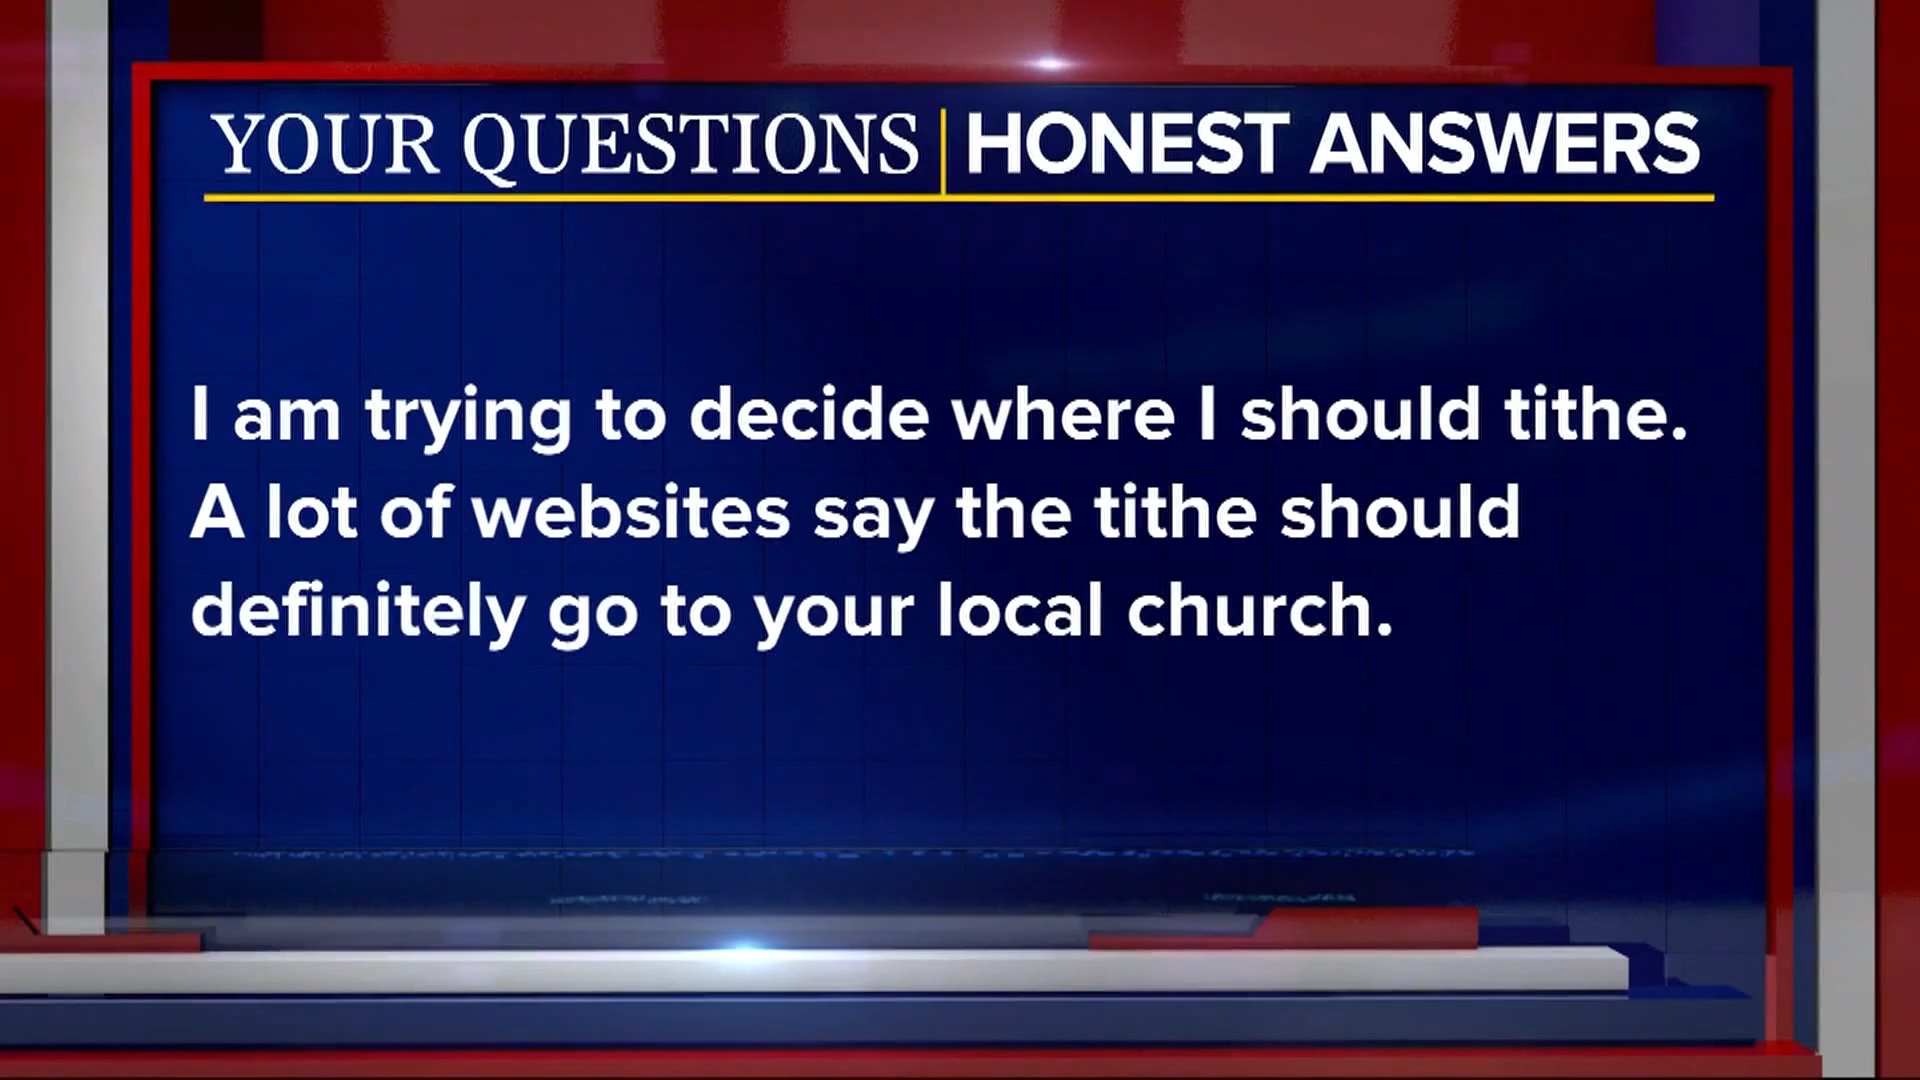 YOUR QUESTIONS | HONEST ANSWERS
I am trying to decide where I should tithe.
A lot of websites say the tithe should
definitely go to your local church.